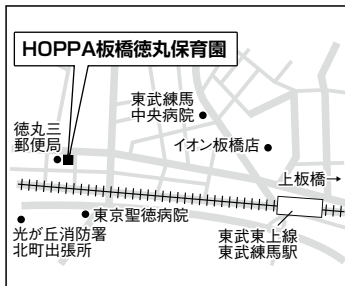 HOPPA板橋徳丸保育園
東武練馬
中央病院
徳丸三
郵便局
イオン板橋店
上板橋→
東京聖徳病院
光が丘消防署
北町出張所
東武東上線
東武練馬駅